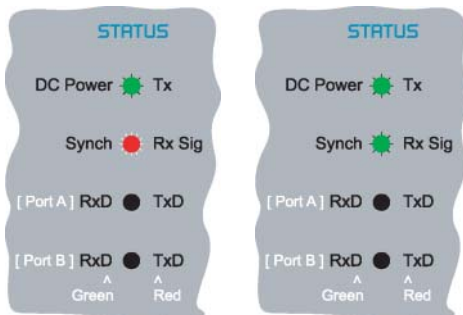 STATUS
DC Power Tx
Synch Rx Sig
[ Port A ] RxD TxD
[ Port B ] RxD TxD
^ ^
Green Red
STATUS
DC Power Tx
Synch Rx Sig
[ Port A ] RxD TxD
[ Port B ] RxD TxD
^ ^
Green Red